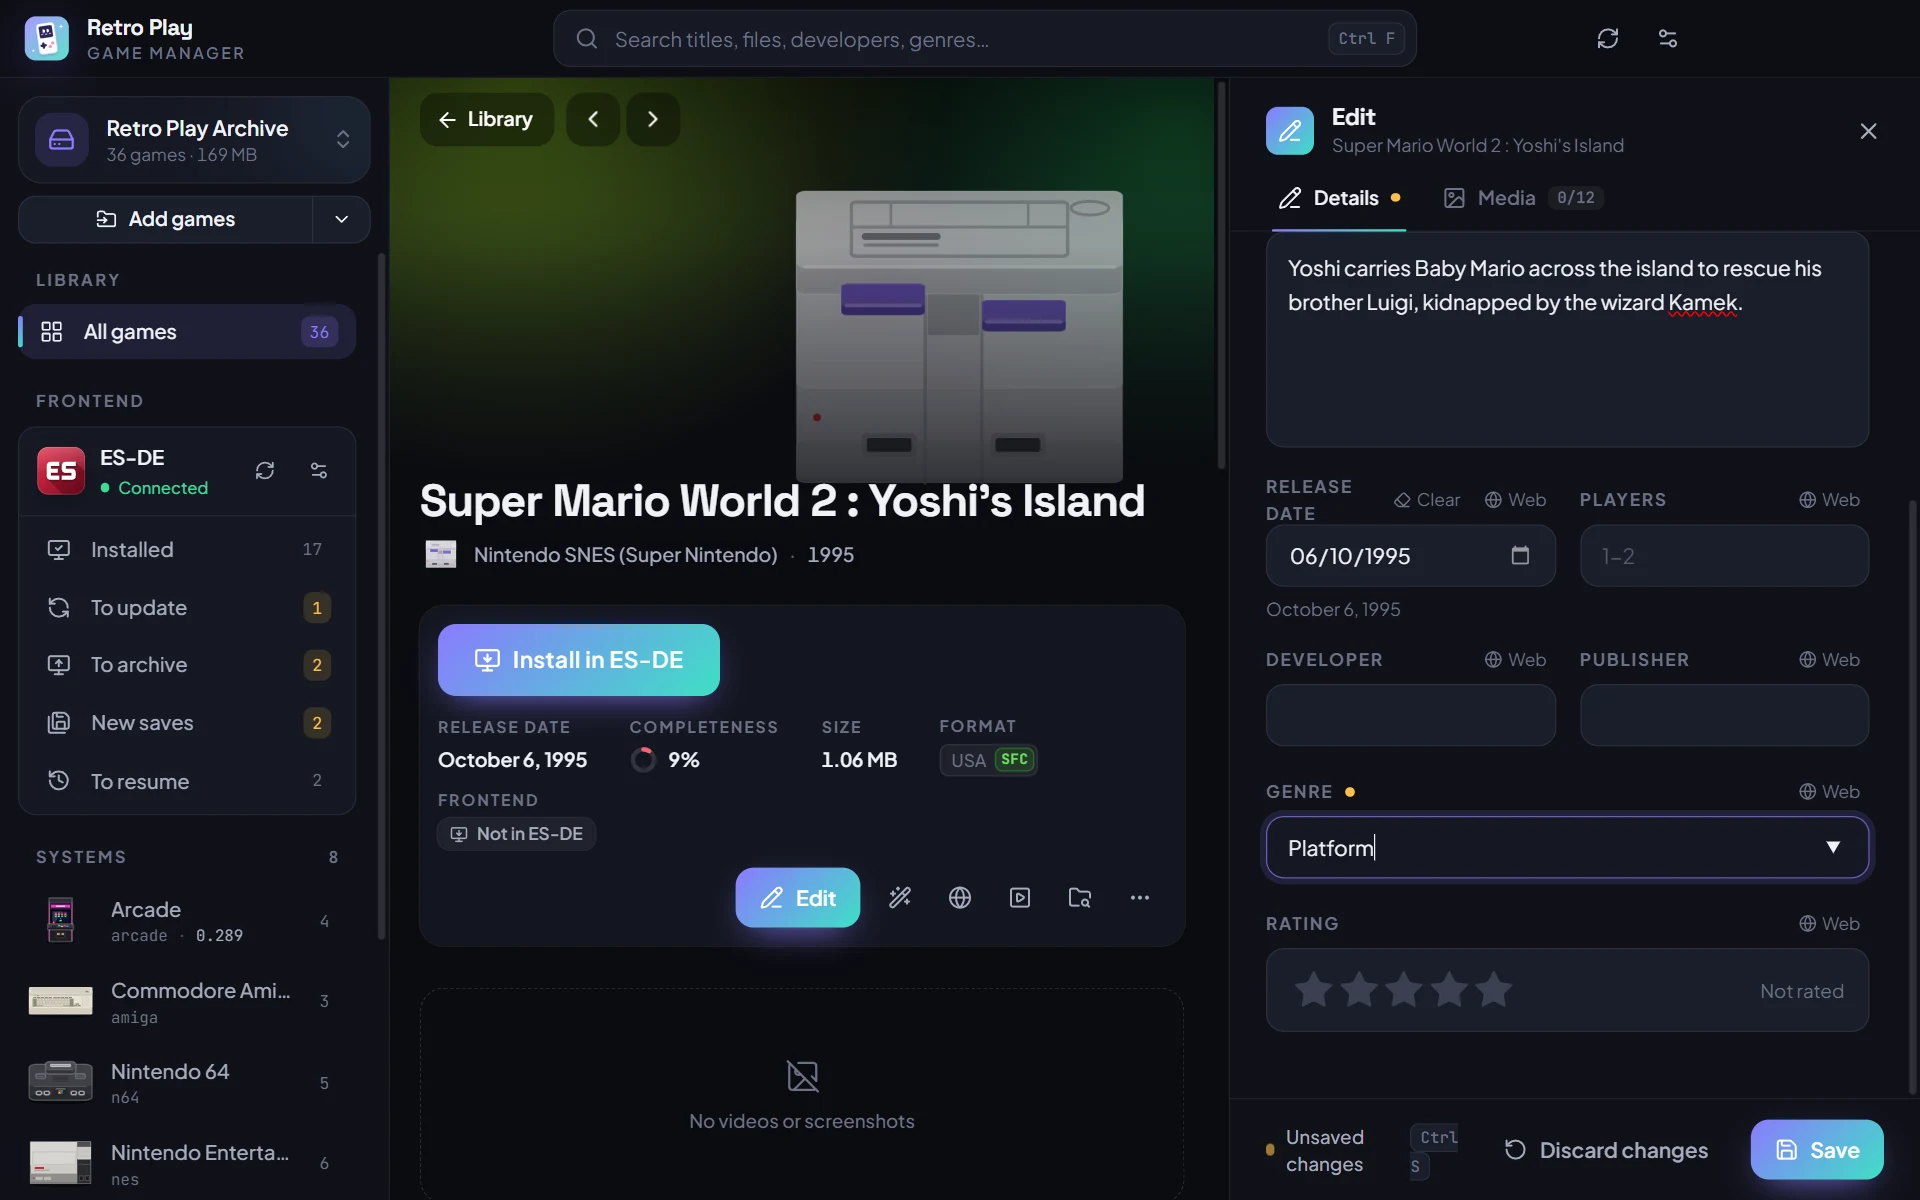 Retro Play
GAME MANAGER
Search titles, files, developers, genres…
Ctrl F
Retro Play Archive
36 games · 169 MB
Add games
LIBRARY
All games
36
FRONTEND
ES
ES-DE
Connected
Installed
17
To update
1
To archive
2
New saves
2
To resume
2
SYSTEMS
8
Arcade
arcade · 0.289
4
Commodore Ami...
amiga
3
Nintendo 64
n64
5
Nintendo Enterta...
nes
6
Library
Super Mario World 2 : Yoshi's Island
Nintendo SNES (Super Nintendo) · 1995
Install in ES-DE
RELEASE DATE
October 6, 1995
COMPLETENESS
9%
SIZE
1.06 MB
FORMAT
USA SFC
FRONTEND
Not in ES-DE
Edit
No videos or screenshots
Edit
Super Mario World 2 : Yoshi's Island
Details
Media
0/12
Yoshi carries Baby Mario across the island to rescue his
brother Luigi, kidnapped by the wizard Kamek.
RELEASE
DATE
Clear
Web
PLAYERS
Web
06/10/1995
1–2
October 6, 1995
DEVELOPER
Web
PUBLISHER
Web
GENRE
Web
Platform
RATING
Web
Not rated
Unsaved
changes
Ctrl
S
Discard changes
Save